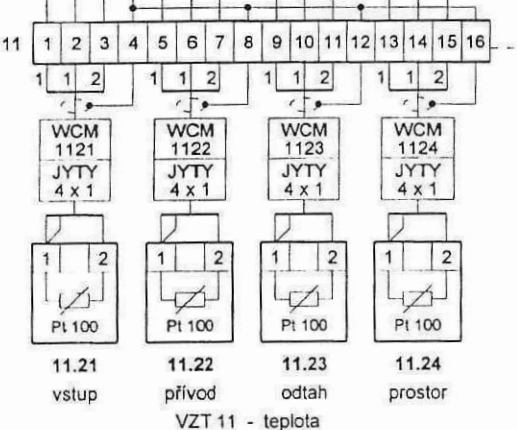 11 1 2 3 4 5 6 7 8 9 10 11 12 13 14 15 16
1 1 2 1 1 2 1 1 2 1 1 2
WCM WCM WCM WCM
1121 1122 1123 1124
JYTY JYTY JYTY JYTY
4 x 1 4 x 1 4 x 1 4 x 1
1 2 1 2 1 2 1 2
Pt 100 Pt 100 Pt 100 Pt 100
11.21 11.22 11.23 11.24
vstup přívod odtah prostor
VZT 11 - teplota